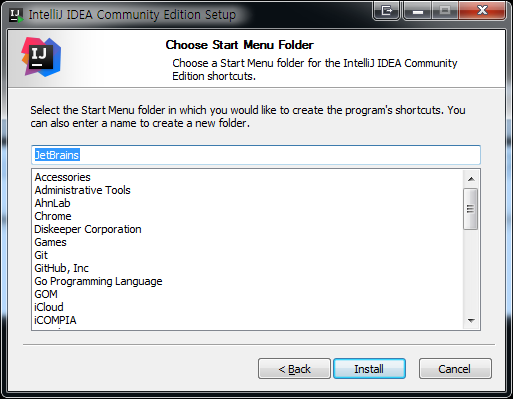 IntelliJ IDEA Community Edition Setup
IJ
Choose Start Menu Folder
Choose a Start Menu folder for the IntelliJ IDEA Community
Edition shortcuts.
Select the Start Menu folder in which you would like to create the program's shortcuts. You
can also enter a name to create a new folder.
JetBrains
Accessories
Administrative Tools
AhnLab
Chrome
Diskeeper Corporation
Games
Git
GitHub, Inc
Go Programming Language
GOM
iCloud
iCOMPIA
< Back
Install
Cancel